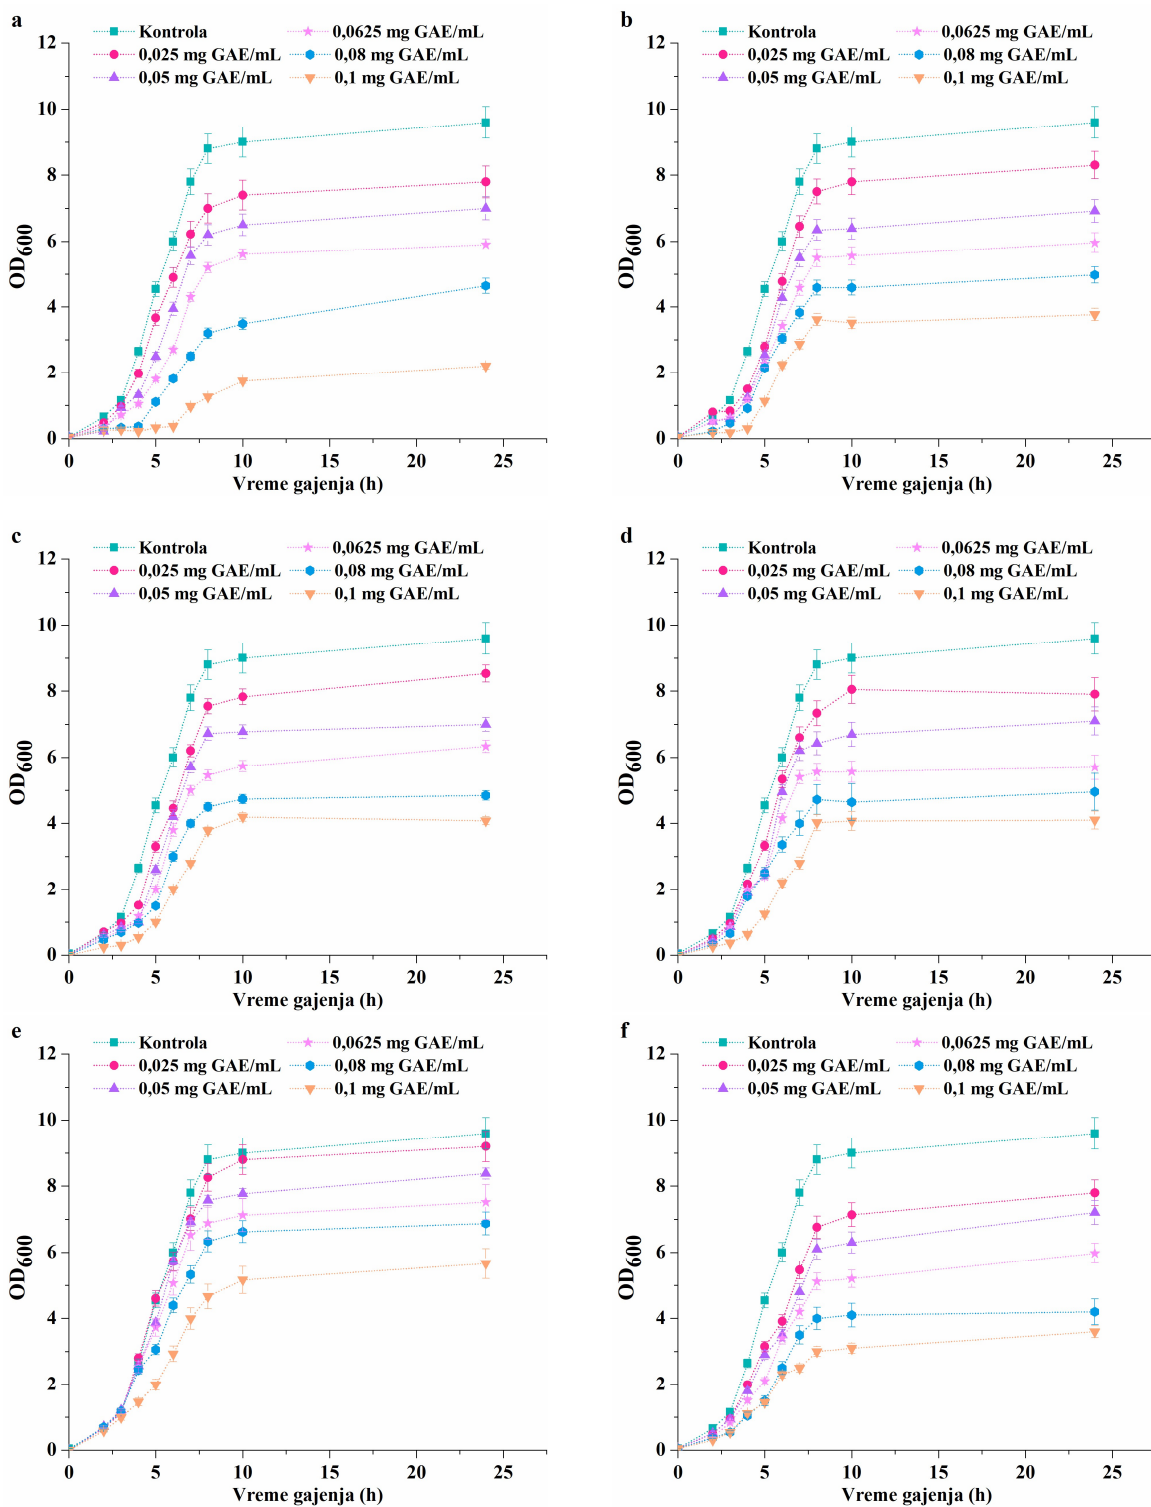 a
Kontrola
0,0625 mg GAE/mL
0,025 mg GAE/mL
0,08 mg GAE/mL
0,05 mg GAE/mL
0,1 mg GAE/mL
12
10
8
6
4
2
0
OD600
0 5 10 15 20 25
Vreme gajenja (h)
b
Kontrola
0,0625 mg GAE/mL
0,025 mg GAE/mL
0,08 mg GAE/mL
0,05 mg GAE/mL
0,1 mg GAE/mL
12
10
8
6
4
2
0
OD600
0 5 10 15 20 25
Vreme gajenja (h)
c
Kontrola
0,0625 mg GAE/mL
0,025 mg GAE/mL
0,08 mg GAE/mL
0,05 mg GAE/mL
0,1 mg GAE/mL
12
10
8
6
4
2
0
OD600
0 5 10 15 20 25
Vreme gajenja (h)
d
Kontrola
0,0625 mg GAE/mL
0,025 mg GAE/mL
0,08 mg GAE/mL
0,05 mg GAE/mL
0,1 mg GAE/mL
12
10
8
6
4
2
0
OD600
0 5 10 15 20 25
Vreme gajenja (h)
e
Kontrola
0,0625 mg GAE/mL
0,025 mg GAE/mL
0,08 mg GAE/mL
0,05 mg GAE/mL
0,1 mg GAE/mL
12
10
8
6
4
2
0
OD600
0 5 10 15 20 25
Vreme gajenja (h)
f
Kontrola
0,0625 mg GAE/mL
0,025 mg GAE/mL
0,08 mg GAE/mL
0,05 mg GAE/mL
0,1 mg GAE/mL
12
10
8
6
4
2
0
OD600
0 5 10 15 20 25
Vreme gajenja (h)